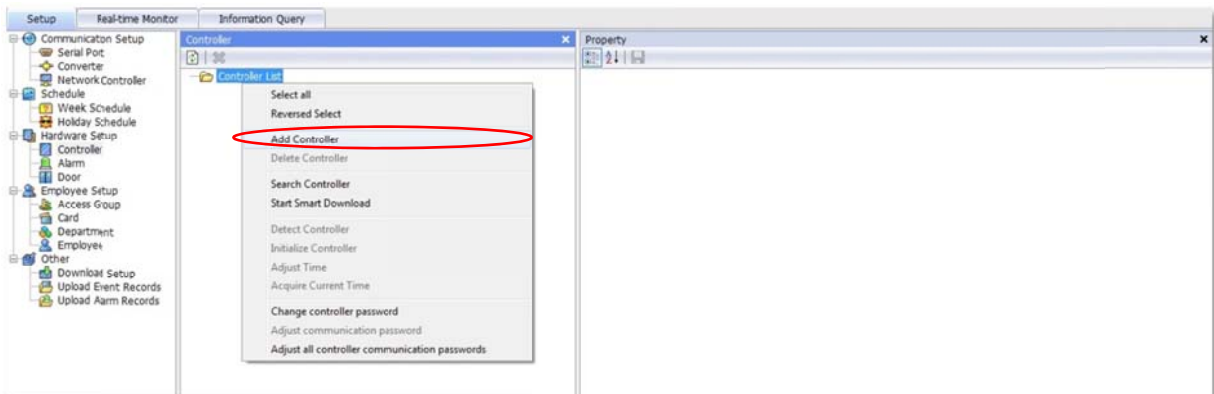 Setup
Real-time Monitor
Information Query
Communicaton Setup
Serial Port
Converter
Network Controller
Schedule
Week Schedule
Holiday Schedule
Hardware Setup
Controller
Alarm
Door
Employee Setup
Access Group
Card
Department
Employee
Other
Download Setup
Upload Event Records
Upload Aarm Records
Controller
Controller List
Select all
Reversed Select
Add Controller
Delete Controller
Search Controller
Start Smart Download
Detect Controller
Initialize Controller
Adjust Time
Acquire Current Time
Change controller password
Adjust communication password
Adjust all controller communication passwords
Property